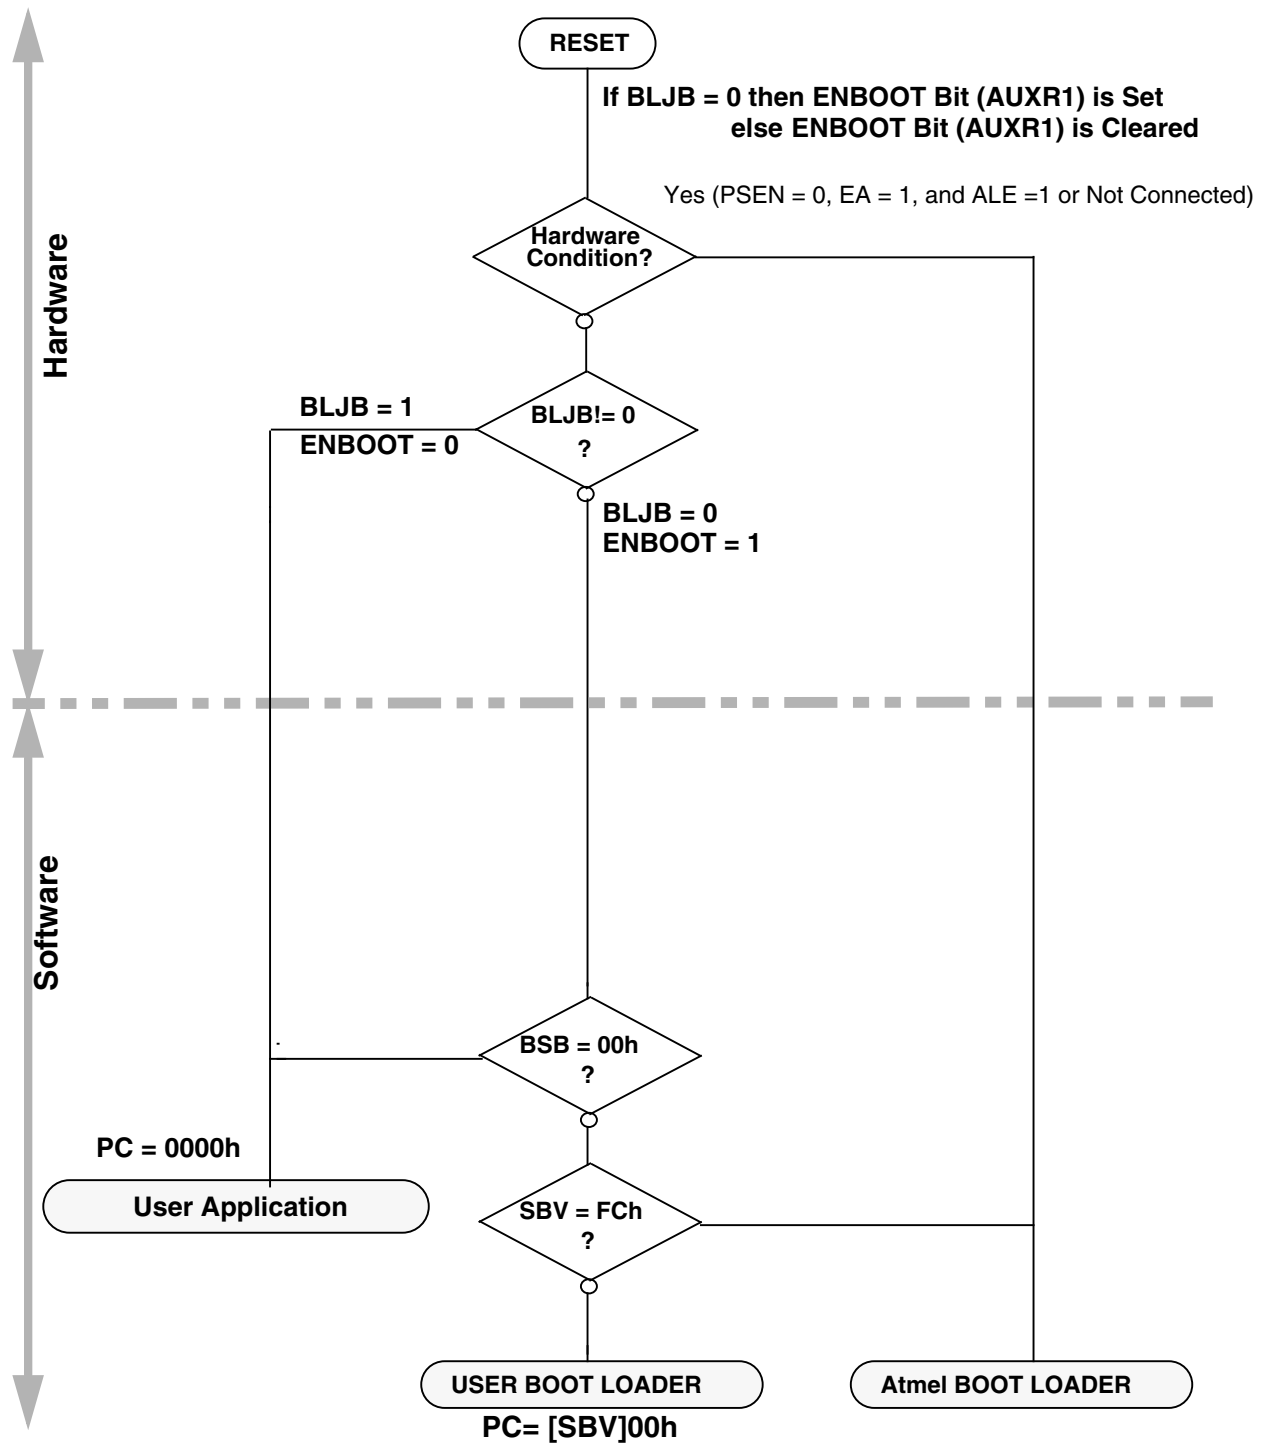 RESET
If BLJB = 0 then ENBOOT Bit (AUXR1) is Set
else ENBOOT Bit (AUXR1) is Cleared
Yes (PSEN = 0, EA = 1, and ALE =1 or Not Connected)
Hardware
Condition?
Hardware
BLJB = 1
ENBOOT = 0
BLJB!= 0
?
BLJB = 0
ENBOOT = 1
Software
BSB = 00h
?
PC = 0000h
User Application
SBV = FCh
?
USER BOOT LOADER
PC= [SBV]00h
Atmel BOOT LOADER